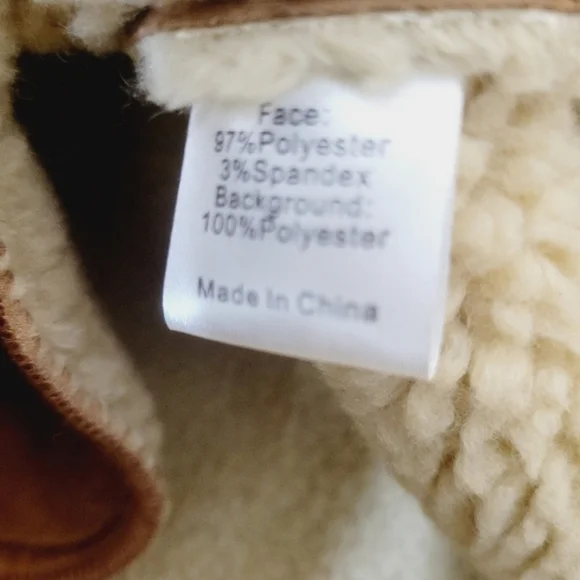 Face:
97%Polyester
3%Spandex
Background:
100%Polyester
Made In China